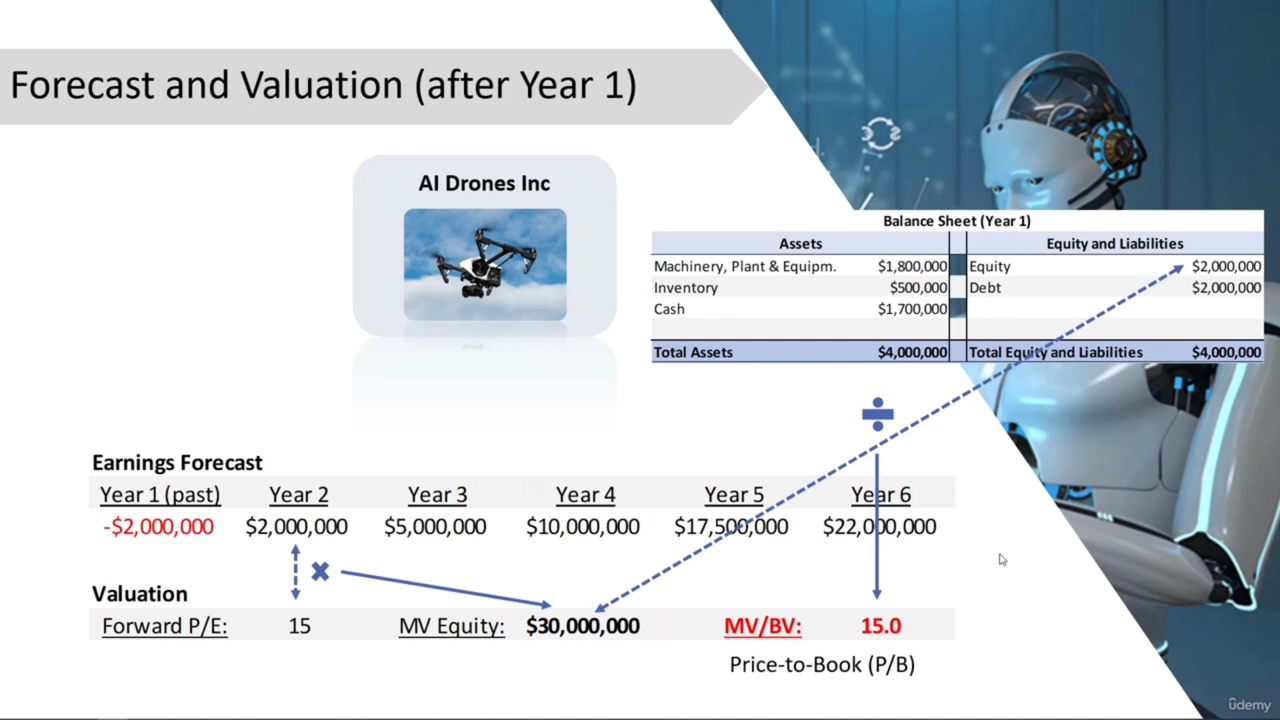 Forecast and Valuation (after Year 1)
AI Drones Inc
Balance Sheet (Year 1)
Assets Equity and Liabilities
Machinery, Plant & Equipm. $1,800,000 Equity $2,000,000
Inventory $500,000 Debt $2,000,000
Cash $1,700,000
Total Assets $4,000,000 Total Equity and Liabilities $4,000,000
÷
Earnings Forecast
Year 1 (past) Year 2 Year 3 Year 4 Year 5 Year 6
-$2,000,000 $2,000,000 $5,000,000 $10,000,000 $17,500,000 $22,000,000
×
Valuation
Forward P/E: 15 MV Equity: $30,000,000 MV/BV: 15.0
Price-to-Book (P/B)
ûdemy